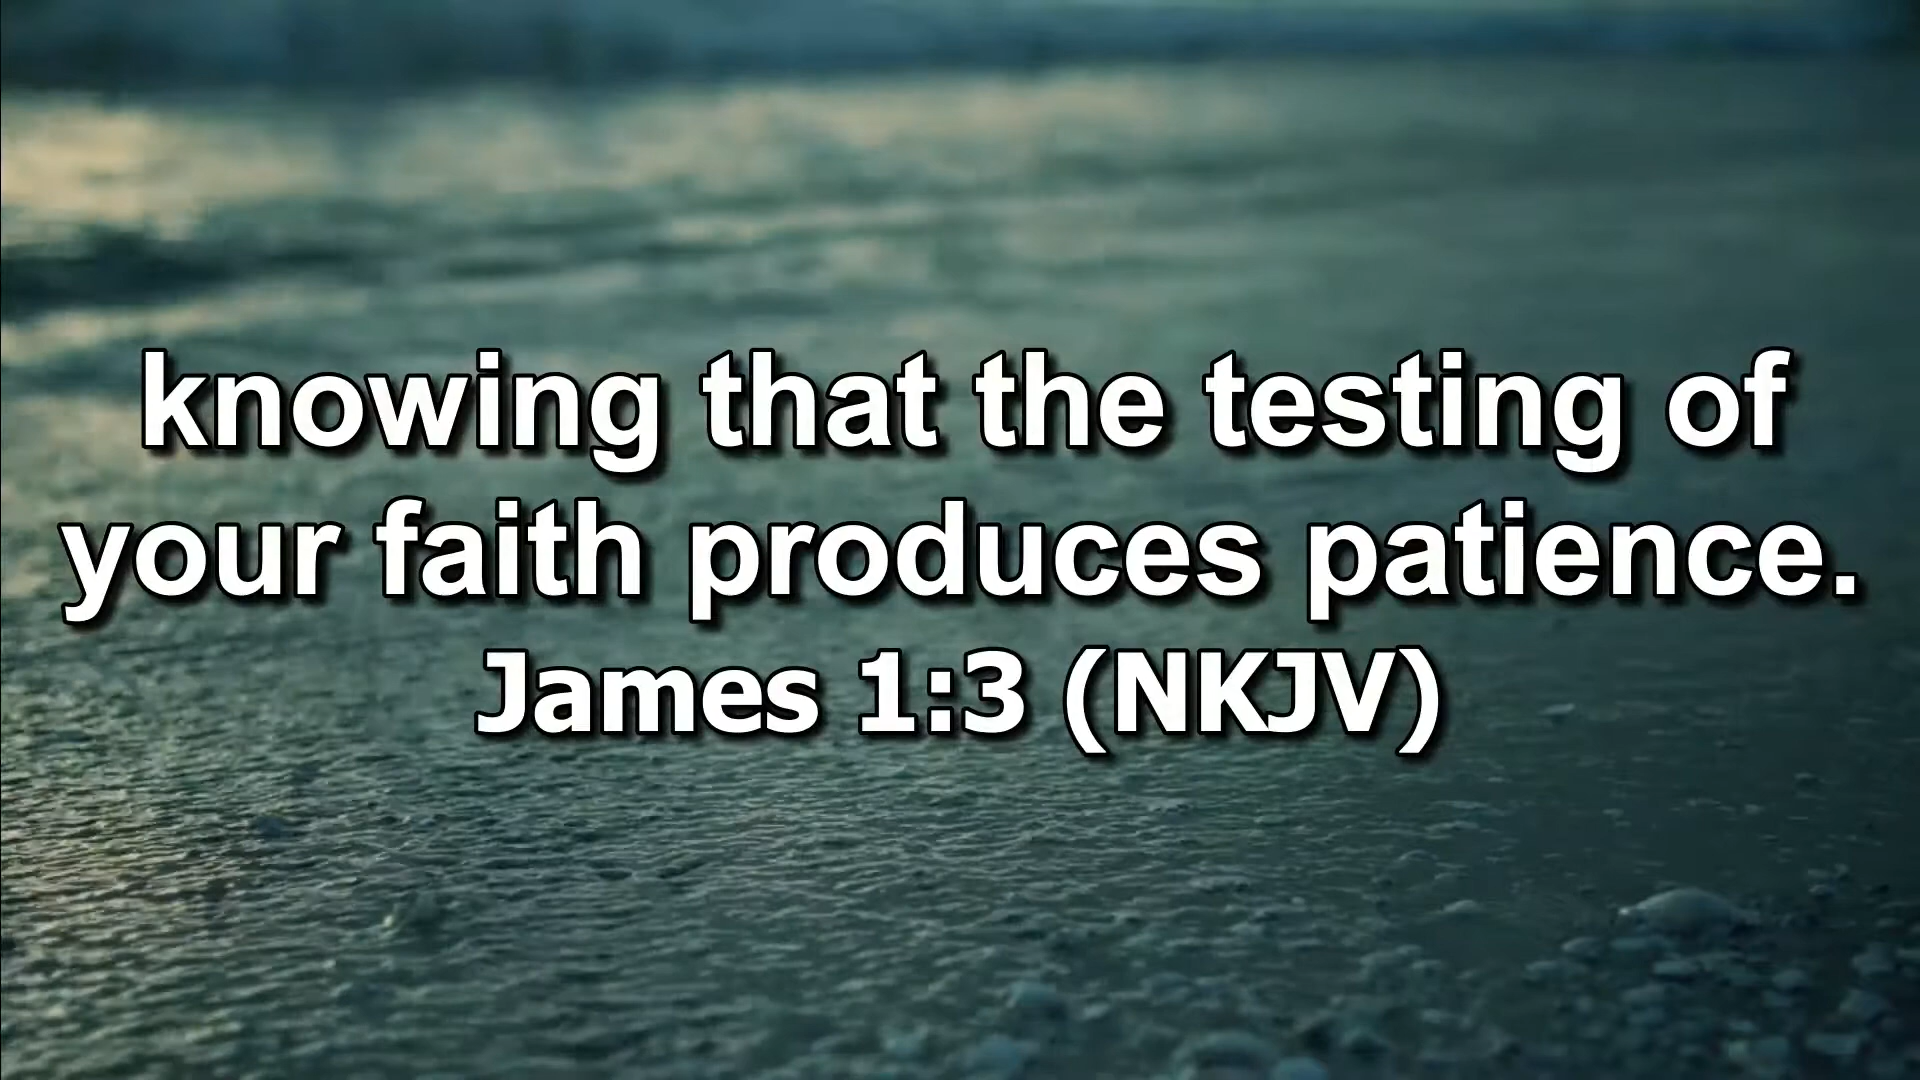 knowing that the testing of
your faith produces patience.
James 1:3 (NKJV)